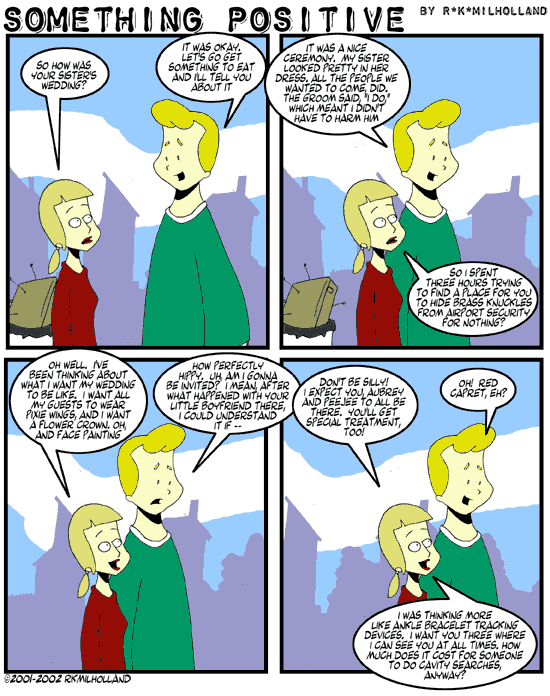 SOMETHING POSITIVE BY R*K*MILHOLLAND
SO HOW WAS
YOUR SISTER'S
WEDDING?
IT WAS OKAY.
LET'S GO GET
SOMETHING TO EAT
AND I'LL TELL YOU
ABOUT IT
IT WAS A NICE
CEREMONY. MY SISTER
LOOKED PRETTY IN HER
DRESS, ALL THE PEOPLE WE
WANTED TO COME, DID.
THE GROOM SAID, "I DO,"
WHICH MEANT I DIDN'T
HAVE TO HARM HIM
SO I SPENT
THREE HOURS TRYING
TO FIND A PLACE FOR YOU
TO HIDE BRASS KNUCKLES
FROM AIRPORT SECURITY
FOR NOTHING?
OH WELL. I'VE
BEEN THINKING ABOUT
WHAT I WANT MY WEDDING
TO BE LIKE. I WANT ALL
MY GUESTS TO WEAR
PIXIE WINGS, AND I WANT
A FLOWER CROWN, OH,
AND FACE PAINTING
HOW PERFECTLY
HIPPY. UH, AM I GONNA
BE INVITED? I MEAN, AFTER
WHAT HAPPENED WITH YOUR
LITTLE BOYFRIEND THERE,
I COULD UNDERSTAND
IT IF --
DON'T BE SILLY!
I EXPECT YOU, AUBREY
AND PEEJEE TO ALL BE
THERE. YOU'LL GET
SPECIAL TREATMENT,
TOO!
OH! RED
CAPRET, EH?
I WAS THINKING MORE
LIKE ANKLE BRACELET TRACKING
DEVICES. I WANT YOU THREE WHERE
I CAN SEE YOU AT ALL TIMES. HOW
MUCH DOES IT COST FOR SOMEONE
TO DO CAVITY SEARCHES,
ANYWAY?
©2001-2002 RKMILHOLLAND